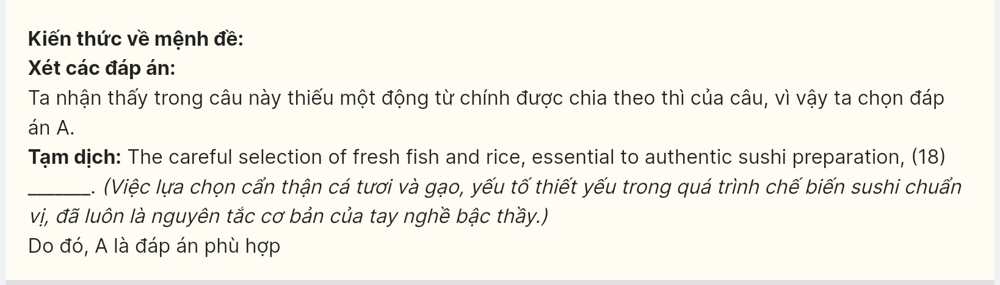 Kiến thức về mệnh đề:
Xét các đáp án:
Ta nhận thấy trong câu này thiếu một động từ chính được chia theo thì của câu, vì vậy ta chọn đáp
án A.
Tạm dịch: The careful selection of fresh fish and rice, essential to authentic sushi preparation, (18)
_______. (Việc lựa chọn cẩn thận cá tươi và gạo, yếu tố thiết yếu trong quá trình chế biến sushi chuẩn
vị, đã luôn là nguyên tắc cơ bản của tay nghề bậc thầy.)
Do đó, A là đáp án phù hợp